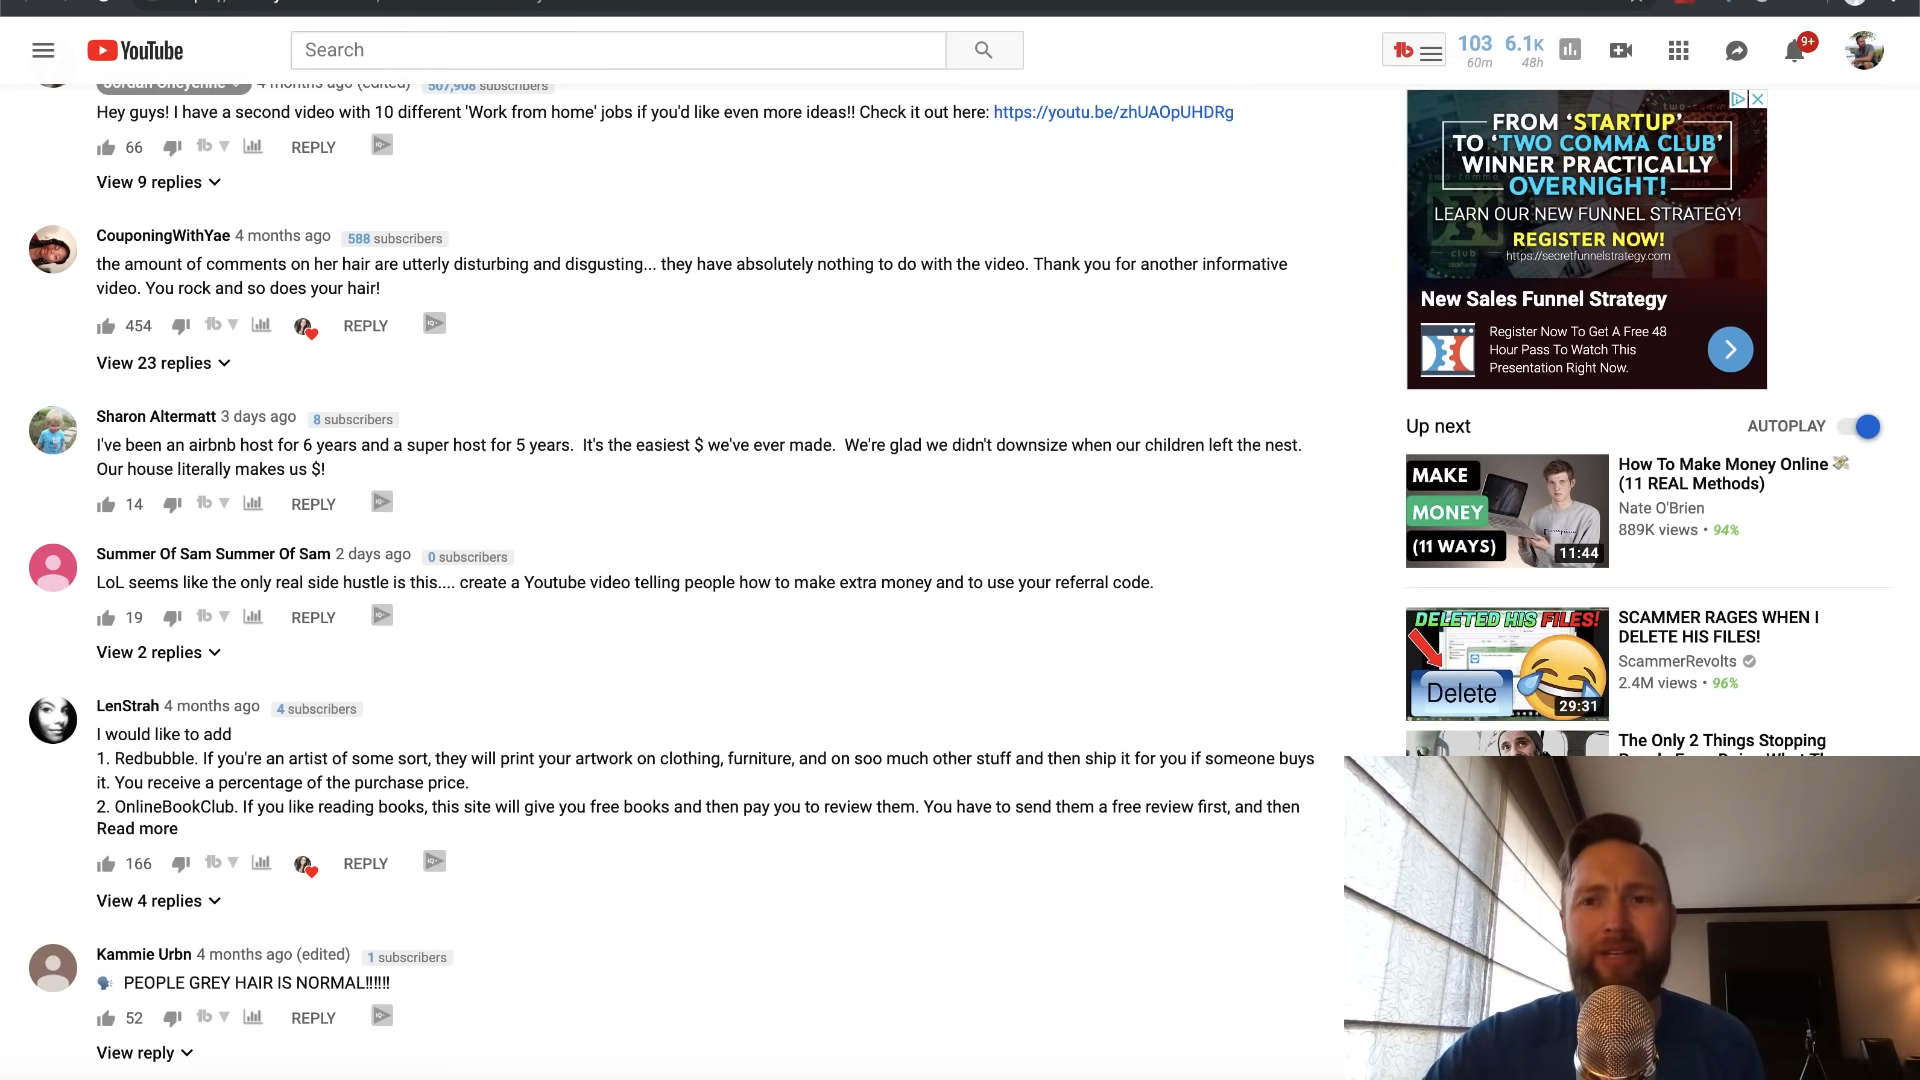 YouTube
Search
103
60m
6.1K
48h
9+
Jordan Cheyenne 4 months ago (edited) 507,908 subscribers
Hey guys! I have a second video with 10 different 'Work from home' jobs if you'd like even more ideas!! Check it out here: https://youtu.be/zhUAOpUHDRg
66 REPLY
View 9 replies
CouponingWithYae 4 months ago 588 subscribers
the amount of comments on her hair are utterly disturbing and disgusting... they have absolutely nothing to do with the video. Thank you for another informative
video. You rock and so does your hair!
454 REPLY
View 23 replies
Sharon Altermatt 3 days ago 8 subscribers
I've been an airbnb host for 6 years and a super host for 5 years.  It's the easiest $ we've ever made.  We're glad we didn't downsize when our children left the nest.
Our house literally makes us $!
14 REPLY
Summer Of Sam Summer Of Sam 2 days ago 0 subscribers
LoL seems like the only real side hustle is this.... create a Youtube video telling people how to make extra money and to use your referral code.
19 REPLY
View 2 replies
LenStrah 4 months ago 4 subscribers
I would like to add
1. Redbubble. If you're an artist of some sort, they will print your artwork on clothing, furniture, and on soo much other stuff and then ship it for you if someone buys
it. You receive a percentage of the purchase price.
2. OnlineBookClub. If you like reading books, this site will give you free books and then pay you to review them. You have to send them a free review first, and then
Read more
166 REPLY
View 4 replies
Kammie Urbn 4 months ago (edited) 1 subscribers
PEOPLE GREY HAIR IS NORMAL!!!!!!
52 REPLY
View reply
FROM 'STARTUP'
TO 'TWO COMMA CLUB'
WINNER PRACTICALLY
OVERNIGHT!
LEARN OUR NEW FUNNEL STRATEGY!
REGISTER NOW!
https://secretfunnelstrategy.com
New Sales Funnel Strategy
Register Now To Get A Free 48
Hour Pass To Watch This
Presentation Right Now.
Up next
AUTOPLAY
MAKE
MONEY
(11 WAYS)
11:44
How To Make Money Online
(11 REAL Methods)
Nate O'Brien
889K views • 94%
DELETED HIS FILES!
Delete
29:31
SCAMMER RAGES WHEN I
DELETE HIS FILES!
ScammerRevolts
2.4M views • 96%
The Only 2 Things Stopping